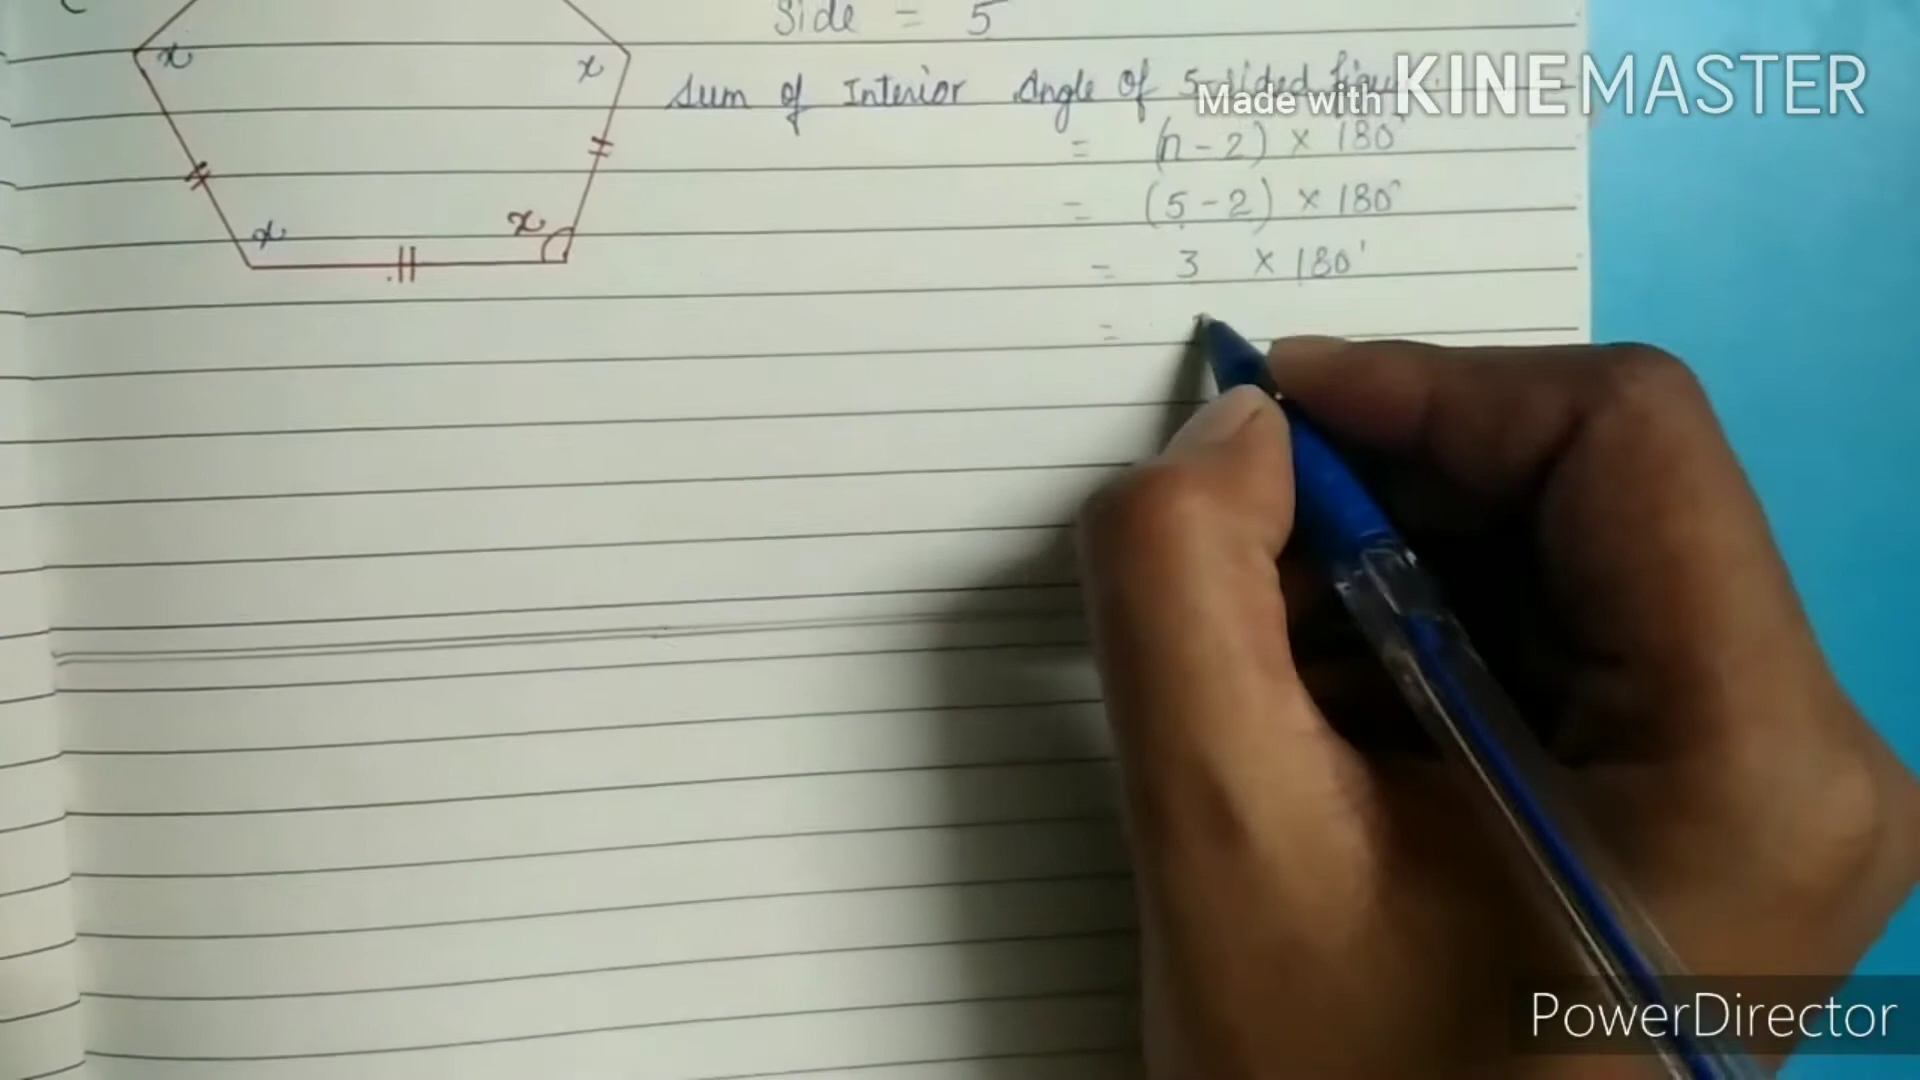 Side = 5
x
x
Sum of Interior Angle of 5-sided figure.
Made with KINEMASTER
= (n - 2) × 180°
= (5 - 2) × 180°
x
x
= 3 × 180°
=
PowerDirector